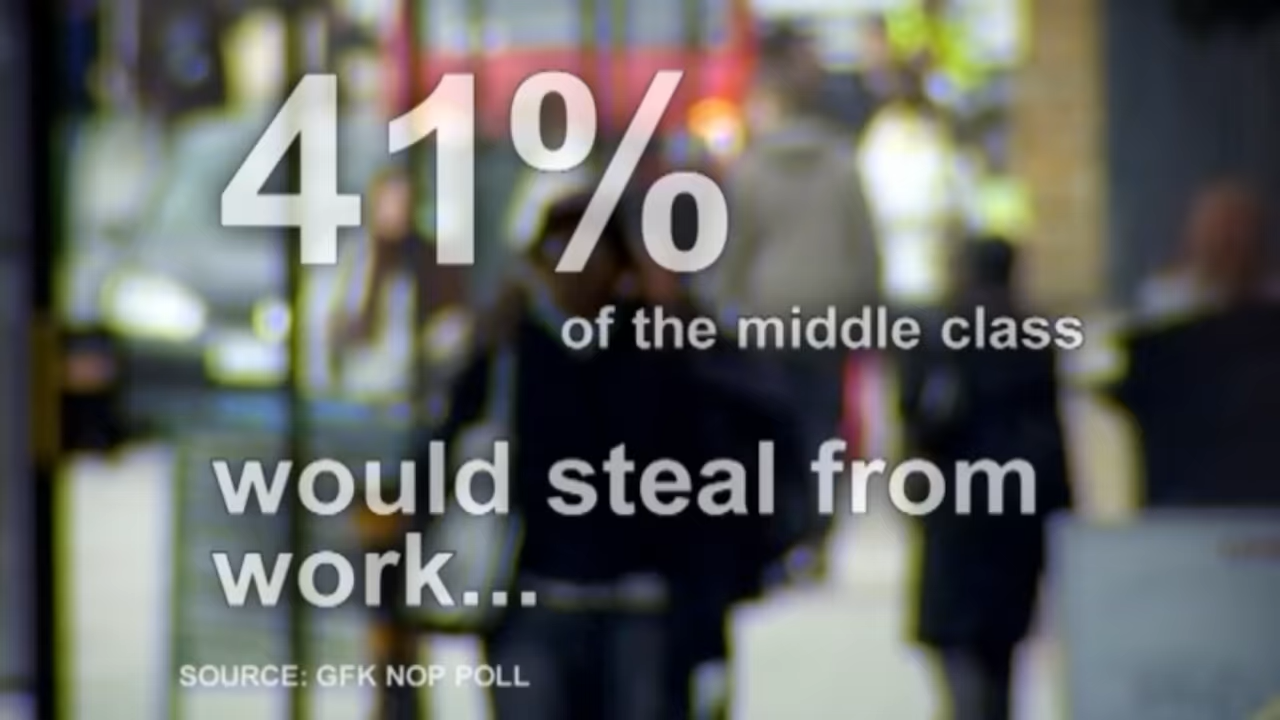 41%
of the middle class
would steal from
work...
SOURCE: GFK NOP POLL